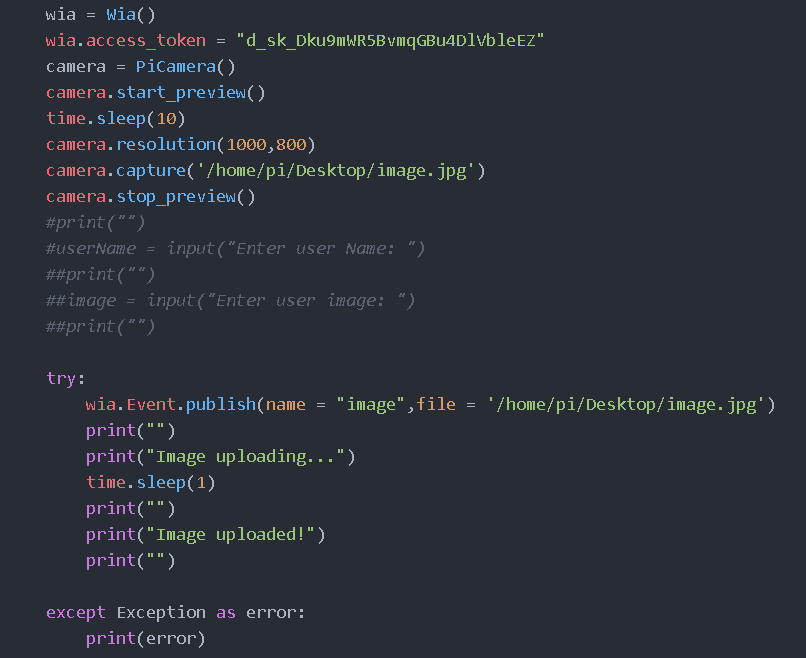 wia = Wia()
wia.access_token = "d_sk_Dku9mWR5BvmqGBu4DlVbleEZ"
camera = PiCamera()
camera.start_preview()
time.sleep(10)
camera.resolution(1000,800)
camera.capture('/home/pi/Desktop/image.jpg')
camera.stop_preview()
#print("")
#userName = input("Enter user Name: ")
##print("")
##image = input("Enter user image: ")
##print("")
try:
    wia.Event.publish(name = "image",file = '/home/pi/Desktop/image.jpg')
    print("")
    print("Image uploading...")
    time.sleep(1)
    print("")
    print("Image uploaded!")
    print("")
except Exception as error:
    print(error)